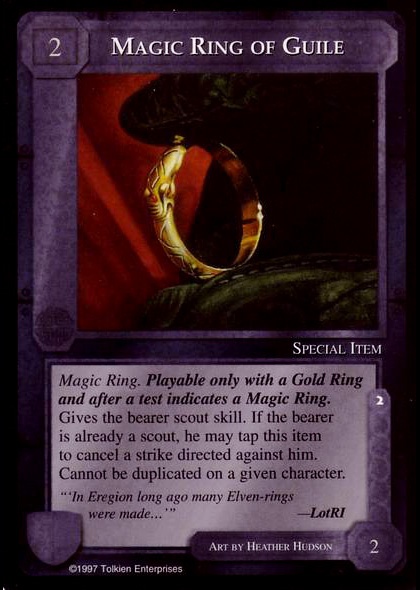 2
MAGIC RING OF GUILE
SPECIAL ITEM
Magic Ring. Playable only with a Gold Ring
and after a test indicates a Magic Ring.
Gives the bearer scout skill. If the bearer
is already a scout, he may tap this item
to cancel a strike directed against him.
Cannot be duplicated on a given character.
2
“‘In Eregion long ago many Elven-rings
were made…’”
—LotRI
ART BY HEATHER HUDSON
2
©1997 Tolkien Enterprises